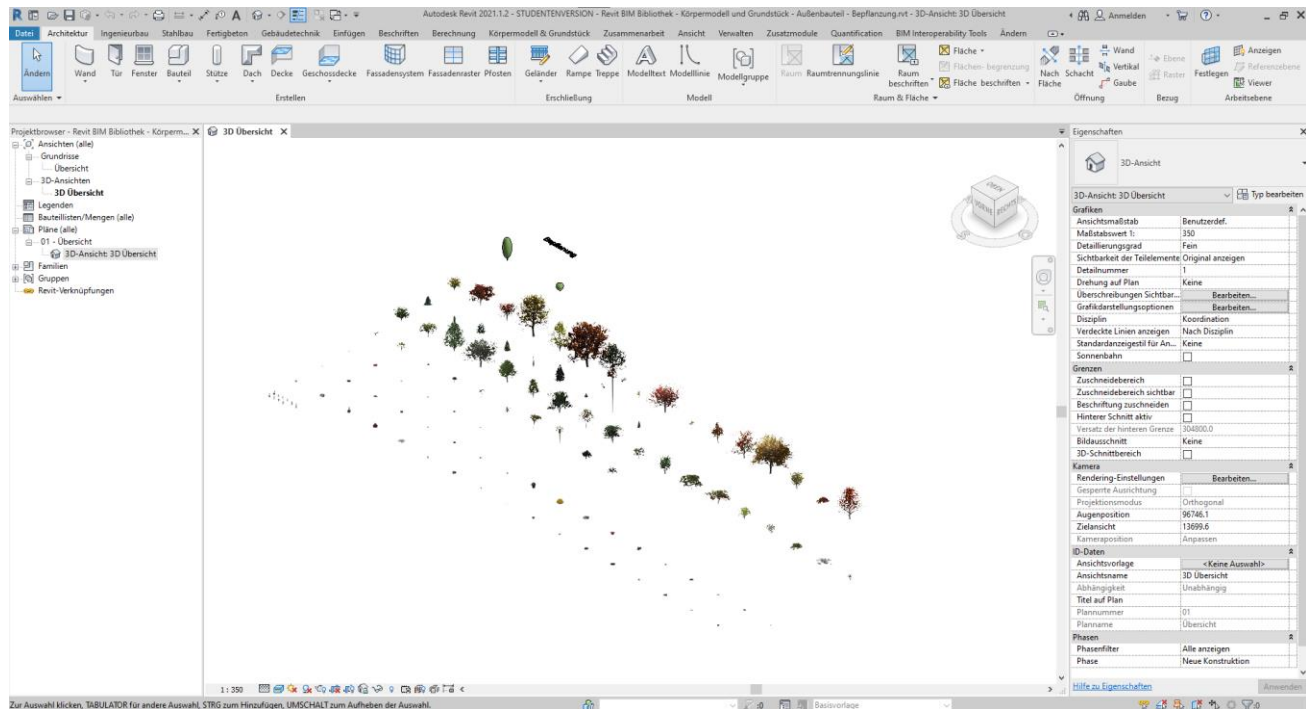 Autodesk Revit 2021.1.2 - STUDENTENVERSION - Revit BIM Bibliothek - Körpermodell und Grundstück - Außenbauteil - Bepflanzung.rvt - 3D-Ansicht: 3D Übersicht
Anmelden
Datei Architektur Ingenieurbau Stahlbau Fertigbeton Gebäudetechnik Einfügen Beschriften Berechnung Körpermodell & Grundstück Zusammenarbeit Ansicht Verwalten Zusatzmodule Quantification BIM Interoperability Tools Ändern
Ändern Wand Tür Fenster Bauteil Stütze Dach Decke Geschossdecke Fassadensystem Fassadenraster Pfosten Geländer Rampe Treppe Modelltext Modelllinie Modellgruppe Raum Raumtrennungslinie Raum beschriften
Fläche
Flächen- begrenzung
Fläche beschriften
Nach Fläche
Schacht
Wand
Vertikal
Gaube
Ebene
Raster
Festlegen
Anzeigen
Referenzebene
Viewer
Auswählen Erstellen Erschließung Modell Raum & Fläche Öffnung Bezug Arbeitsebene
Projektbrowser - Revit BIM Bibliothek - Körperm...
Ansichten (alle)
Grundrisse
Übersicht
3D-Ansichten
3D Übersicht
Legenden
Bauteillisten/Mengen (alle)
Pläne (alle)
01 - Übersicht
3D-Ansicht: 3D Übersicht
Familien
Gruppen
Revit-Verknüpfungen
3D Übersicht
OBEN
VORNE
RECHTS
1 : 350
Eigenschaften
3D-Ansicht
3D-Ansicht: 3D Übersicht Typ bearbeiten
Grafiken
Ansichtsmaßstab Benutzerdef.
Maßstabswert 1: 350
Detaillierungsgrad Fein
Sichtbarkeit der Teilelemente Original anzeigen
Detailnummer 1
Drehung auf Plan Keine
Überschreibungen Sichtbar... Bearbeiten...
Grafikdarstellungsoptionen Bearbeiten...
Disziplin Koordination
Verdeckte Linien anzeigen Nach Disziplin
Standardanzeigestil für An... Keine
Sonnenbahn
Grenzen
Zuschneidebereich
Zuschneidebereich sichtbar
Beschriftung zuschneiden
Hinterer Schnitt aktiv
Versatz der hinteren Grenze 304800.0
Bildausschnitt Keine
3D-Schnittbereich
Kamera
Rendering-Einstellungen Bearbeiten...
Gesperrte Ausrichtung
Projektionsmodus Orthogonal
Augenposition 96746.1
Zielansicht 13699.6
Kameraposition Anpassen
ID-Daten
Ansichtsvorlage <Keine Auswahl>
Ansichtsname 3D Übersicht
Abhängigkeit Unabhängig
Titel auf Plan
Plannummer 01
Planname Übersicht
Phasen
Phasenfilter Alle anzeigen
Phase Neue Konstruktion
Hilfe zu Eigenschaften Anwenden
Zur Auswahl klicken, TABULATOR für andere Auswahl, STRG zum Hinzufügen, UMSCHALT zum Aufheben der Auswahl.
:0
Basisvorlage
:0